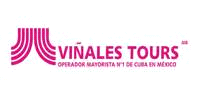 VIÑALES TOURS
OPERADOR MAYORISTA Nº1 DE CUBA EN MÉXICO